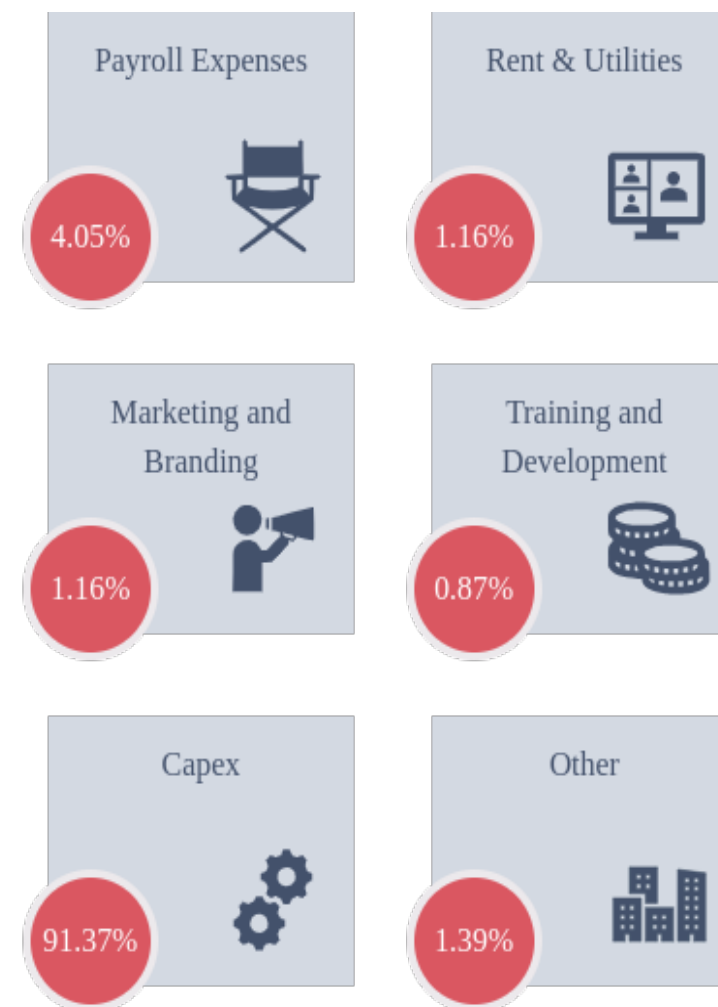 Payroll Expenses
4.05%
Rent & Utilities
1.16%
Marketing and
Branding
1.16%
Training and
Development
0.87%
Capex
91.37%
Other
1.39%